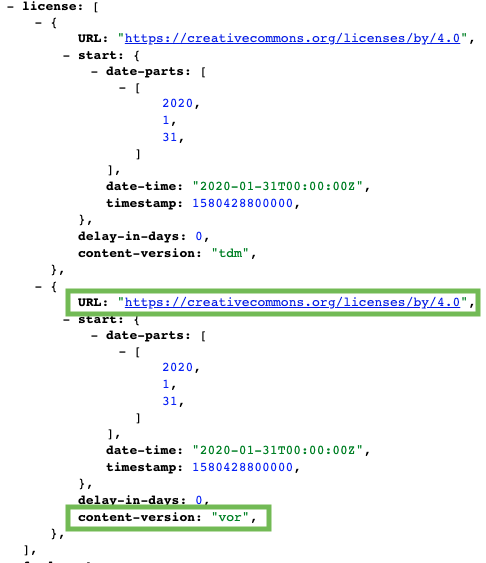 - license: [
- {
URL: "https://creativecommons.org/licenses/by/4.0",
- start: {
- date-parts: [
- [
2020,
1,
31,
]
],
date-time: "2020-01-31T00:00:00Z",
timestamp: 1580428800000,
},
delay-in-days: 0,
content-version: "tdm",
},
- {
URL: "https://creativecommons.org/licenses/by/4.0",
- start: {
- date-parts: [
- [
2020,
1,
31,
]
],
date-time: "2020-01-31T00:00:00Z",
timestamp: 1580428800000,
},
delay-in-days: 0,
content-version: "vor",
},
],